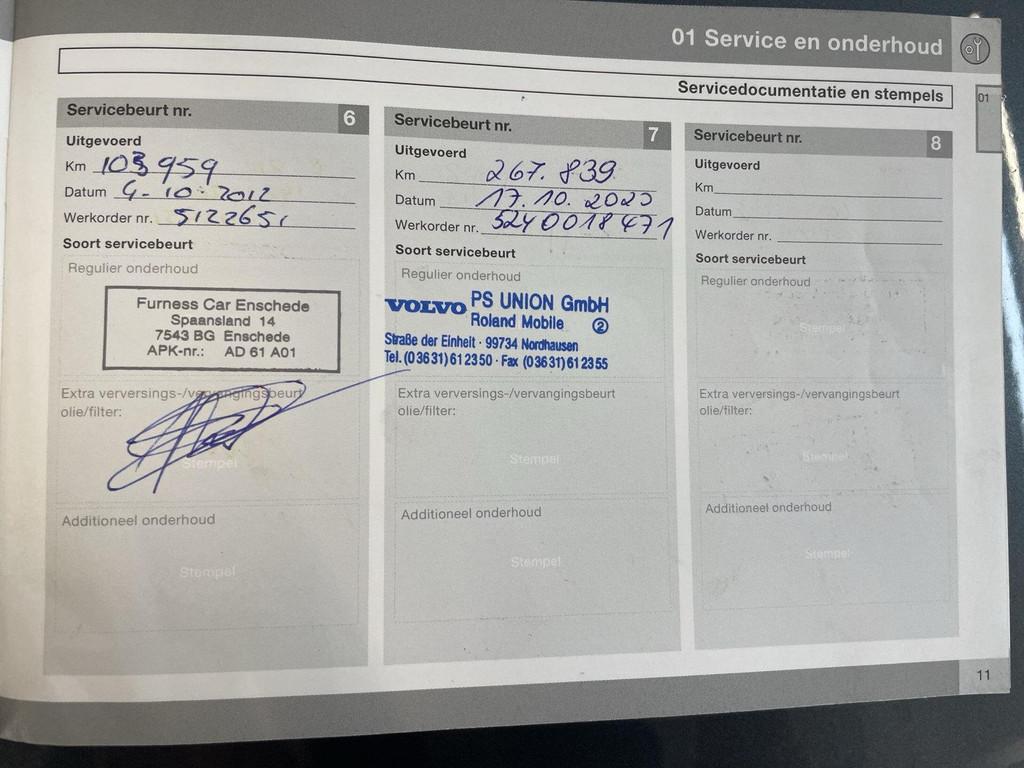 01 Service en onderhoud
Servicedocumentatie en stempels
01
Servicebeurt nr. 6
Uitgevoerd
Km 103959
Datum 4-10-2012
Werkorder nr. 5122651
Soort servicebeurt
Regulier onderhoud
Furness Car Enschede
Spaansland 14
7543 BG Enschede
APK-nr.: AD 61 A01
Extra verversings-/vervangingsbeurt
olie/filter:
Stempel
Additioneel onderhoud
Stempel
Servicebeurt nr. 7
Uitgevoerd
Km 267.839
Datum 17.10.
Werkorder nr. 5240018471
Soort servicebeurt
Regulier onderhoud
VOLVO PS UNION GmbH
Roland Mobile 2
Straße der Einheit · 99734 Nordhausen
Tel. (03631) 612350 · Fax (03631) 612355
Extra verversings-/vervangingsbeurt
olie/filter:
Stempel
Additioneel onderhoud
Stempel
Servicebeurt nr. 8
Uitgevoerd
Km
Datum
Werkorder nr.
Soort servicebeurt
Regulier onderhoud
Stempel
Extra verversings-/vervangingsbeurt
olie/filter:
Stempel
Additioneel onderhoud
Stempel
11